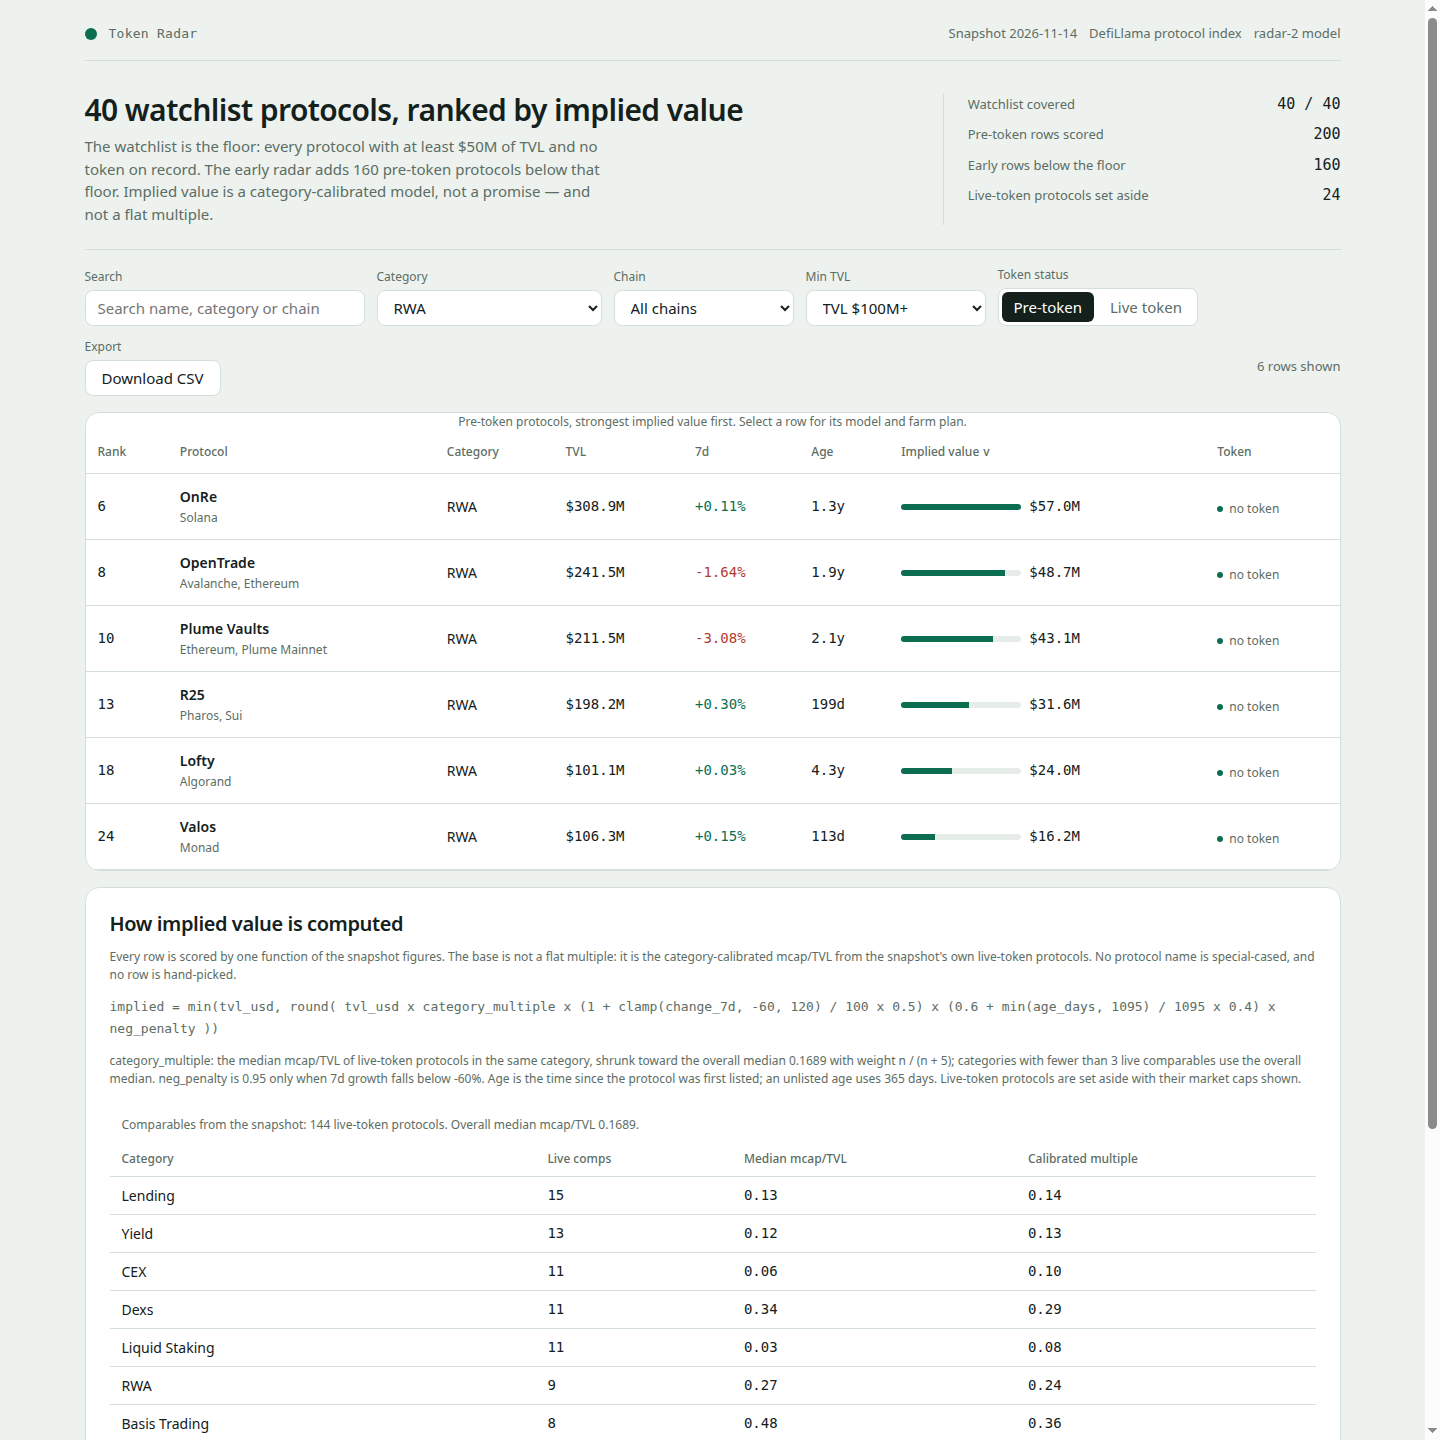 Token Radar
Snapshot 2026-11-14 DefiLlama protocol index radar-2 model
40 watchlist protocols, ranked by implied value
The watchlist is the floor: every protocol with at least $50M of TVL and no
token on record. The early radar adds 160 pre-token protocols below that
floor. Implied value is a category-calibrated model, not a promise — and
not a flat multiple.
Watchlist covered 40 / 40
Pre-token rows scored 200
Early rows below the floor 160
Live-token protocols set aside 24
Search Category Chain Min TVL Token status
Search name, category or chain RWA All chains TVL $100M+ Pre-token Live token
Export
Download CSV
6 rows shown
Pre-token protocols, strongest implied value first. Select a row for its model and farm plan.
Rank Protocol Category TVL 7d Age Implied value v Token
6 OnRe RWA $308.9M +0.11% 1.3y $57.0M no token
Solana
8 OpenTrade RWA $241.5M -1.64% 1.9y $48.7M no token
Avalanche, Ethereum
10 Plume Vaults RWA $211.5M -3.08% 2.1y $43.1M no token
Ethereum, Plume Mainnet
13 R25 RWA $198.2M +0.30% 199d $31.6M no token
Pharos, Sui
18 Lofty RWA $101.1M +0.03% 4.3y $24.0M no token
Algorand
24 Valos RWA $106.3M +0.15% 113d $16.2M no token
Monad
How implied value is computed
Every row is scored by one function of the snapshot figures. The base is not a flat multiple: it is the category-calibrated mcap/TVL from the snapshot's own live-token protocols. No protocol name is special-cased, and
no row is hand-picked.
implied = min(tvl_usd, round( tvl_usd x category_multiple x (1 + clamp(change_7d, -60, 120) / 100 x 0.5) x (0.6 + min(age_days, 1095) / 1095 x 0.4) x
neg_penalty ))
category_multiple: the median mcap/TVL of live-token protocols in the same category, shrunk toward the overall median 0.1689 with weight n / (n + 5); categories with fewer than 3 live comparables use the overall
median. neg_penalty is 0.95 only when 7d growth falls below -60%. Age is the time since the protocol was first listed; an unlisted age uses 365 days. Live-token protocols are set aside with their market caps shown.
Comparables from the snapshot: 144 live-token protocols. Overall median mcap/TVL 0.1689.
Category Live comps Median mcap/TVL Calibrated multiple
Lending 15 0.13 0.14
Yield 13 0.12 0.13
CEX 11 0.06 0.10
Dexs 11 0.34 0.29
Liquid Staking 11 0.03 0.08
RWA 9 0.27 0.24
Basis Trading 8 0.48 0.36